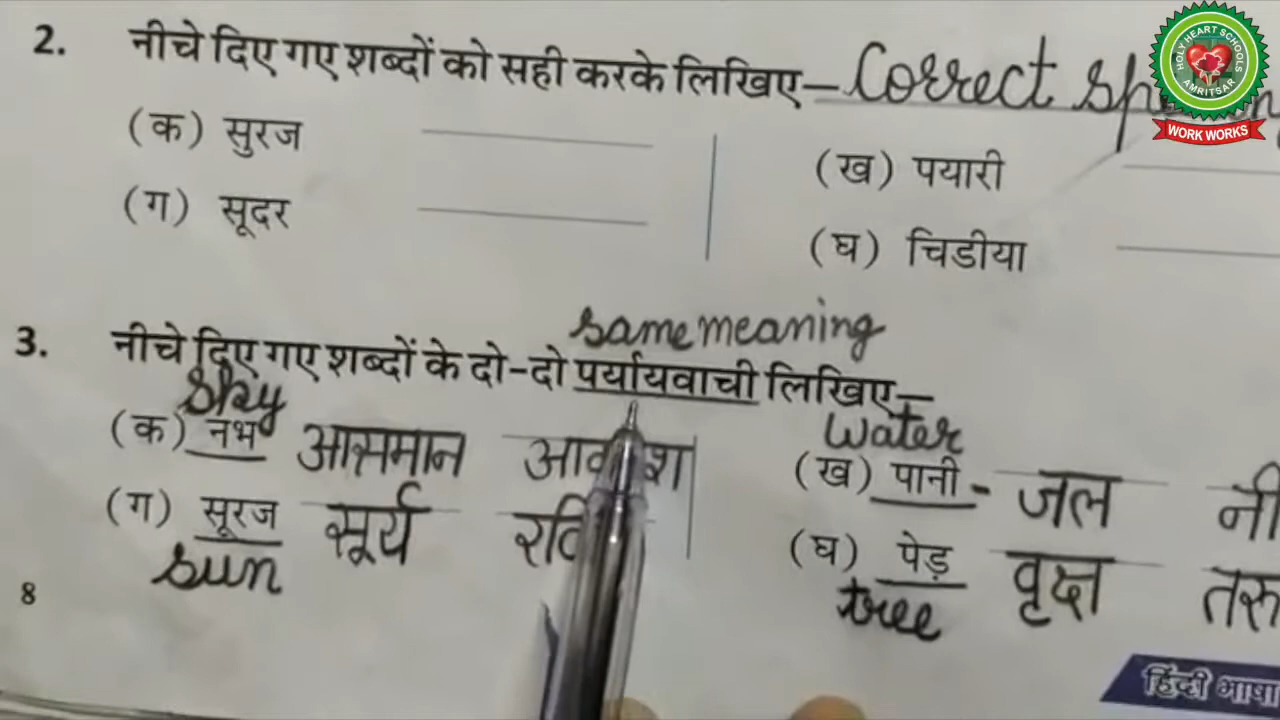 2. नीचे दिए गए शब्दों को सही करके लिखिए— Correct
(क) सुरज
(ख) पयारी
(ग) सूदर
(घ) चिडीया
same meaning
3. नीचे दिए गए शब्दों के दो-दो पर्यायवाची लिखिए—
sky
(क) नभ आसमान
water
(ख) पानी - जल
(ग) सूरज सूर्य
sun
(घ) पेड़ वृक्ष तरु
tree
8
हिंदी भाषा
HOLY HEART SCHOOLS
AMRITSAR
WORK WORKS